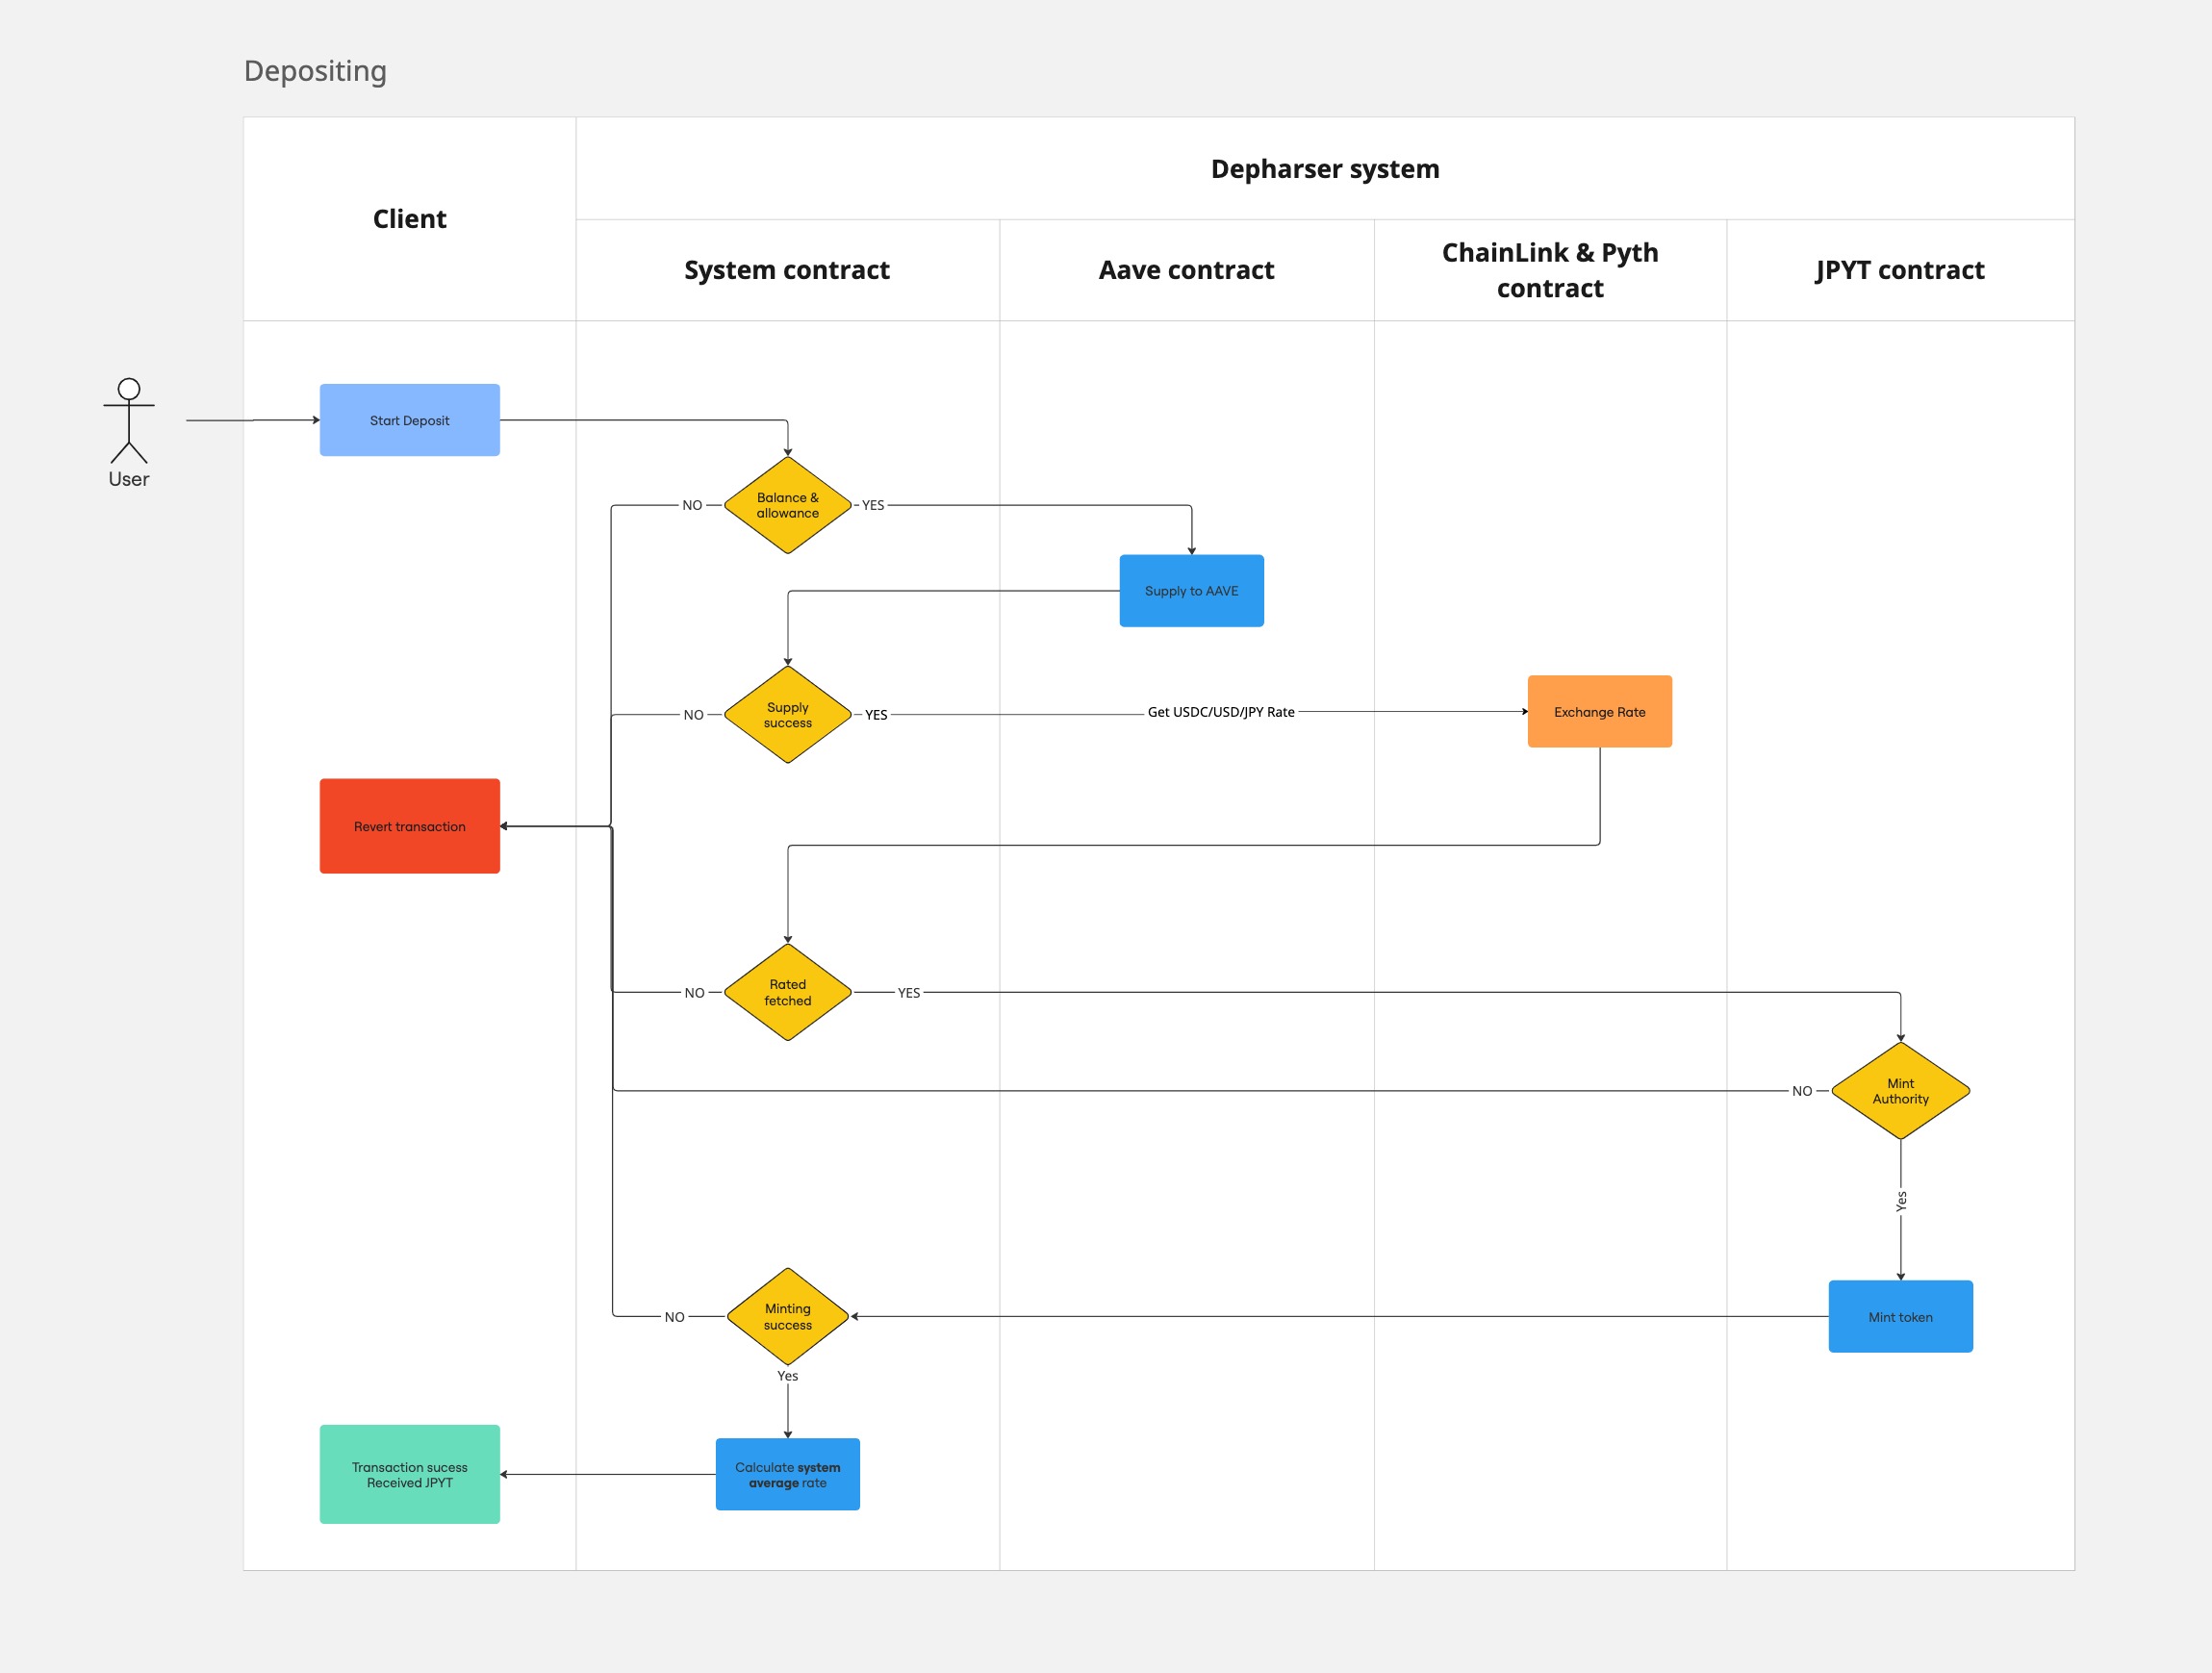 Depositing
Client
Depharser system
System contract
Aave contract
ChainLink & Pyth
contract
JPYT contract
User
Start Deposit
Balance &
allowance
NO
YES
Supply to AAVE
Supply
success
NO
YES
Get USDC/USD/JPY Rate
Exchange Rate
Revert transaction
Rated
fetched
NO
YES
Mint
Authority
NO
Yes
Minting
success
NO
Mint token
Yes
Transaction sucess
Received JPYT
Calculate system
average rate